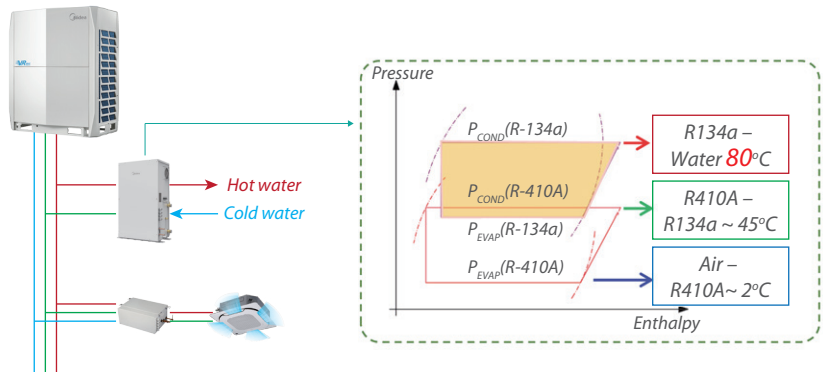 Midea
Pressure
P_COND(R-134a)
R134a –
Water 80°C
Hot water
Cold water
P_COND(R-410A)
R410A –
R134a ~ 45°C
P_EVAP(R-134a)
P_EVAP(R-410A)
Air –
R410A~ 2°C
Enthalpy